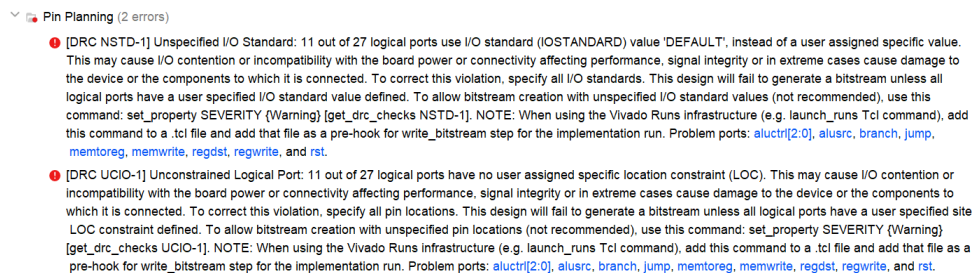 Pin Planning (2 errors)
[DRC NSTD-1] Unspecified I/O Standard: 11 out of 27 logical ports use I/O standard (IOSTANDARD) value 'DEFAULT', instead of a user assigned specific value.
This may cause I/O contention or incompatibility with the board power or connectivity affecting performance, signal integrity or in extreme cases cause damage to
the device or the components to which it is connected. To correct this violation, specify all I/O standards. This design will fail to generate a bitstream unless all
logical ports have a user specified I/O standard value defined. To allow bitstream creation with unspecified I/O standard values (not recommended), use this
command: set_property SEVERITY {Warning} [get_drc_checks NSTD-1]. NOTE: When using the Vivado Runs infrastructure (e.g. launch_runs Tcl command), add
this command to a .tcl file and add that file as a pre-hook for write_bitstream step for the implementation run. Problem ports: aluctrl[2:0], alusrc, branch, jump,
memtoreg, memwrite, regdst, regwrite, and rst.
[DRC UCIO-1] Unconstrained Logical Port: 11 out of 27 logical ports have no user assigned specific location constraint (LOC). This may cause I/O contention or
incompatibility with the board power or connectivity affecting performance, signal integrity or in extreme cases cause damage to the device or the components to
which it is connected. To correct this violation, specify all pin locations. This design will fail to generate a bitstream unless all logical ports have a user specified site
LOC constraint defined. To allow bitstream creation with unspecified pin locations (not recommended), use this command: set_property SEVERITY {Warning}
[get_drc_checks UCIO-1]. NOTE: When using the Vivado Runs infrastructure (e.g. launch_runs Tcl command), add this command to a .tcl file and add that file as a
pre-hook for write_bitstream step for the implementation run. Problem ports: aluctrl[2:0], alusrc, branch, jump, memtoreg, memwrite, regdst, regwrite, and rst.